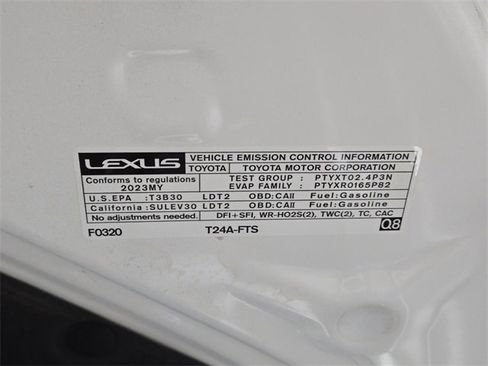 LEXUS VEHICLE EMISSION CONTROL INFORMATION
TOYOTA TOYOTA MOTOR CORPORATION
Conforms to regulations TEST GROUP : PTYXT02.4P3N
2023MY EVAP FAMILY : PTYXR0165P82
U.S.EPA : T3B30 LDT2 OBD:CAII Fuel:Gasoline
California:SULEV30 LDT2 OBD:CAII Fuel:Gasoline
No adjustments needed. DFI+SFI, WR-HO2S(2), TWC(2), TC, CAC
F0320 T24A-FTS Q8